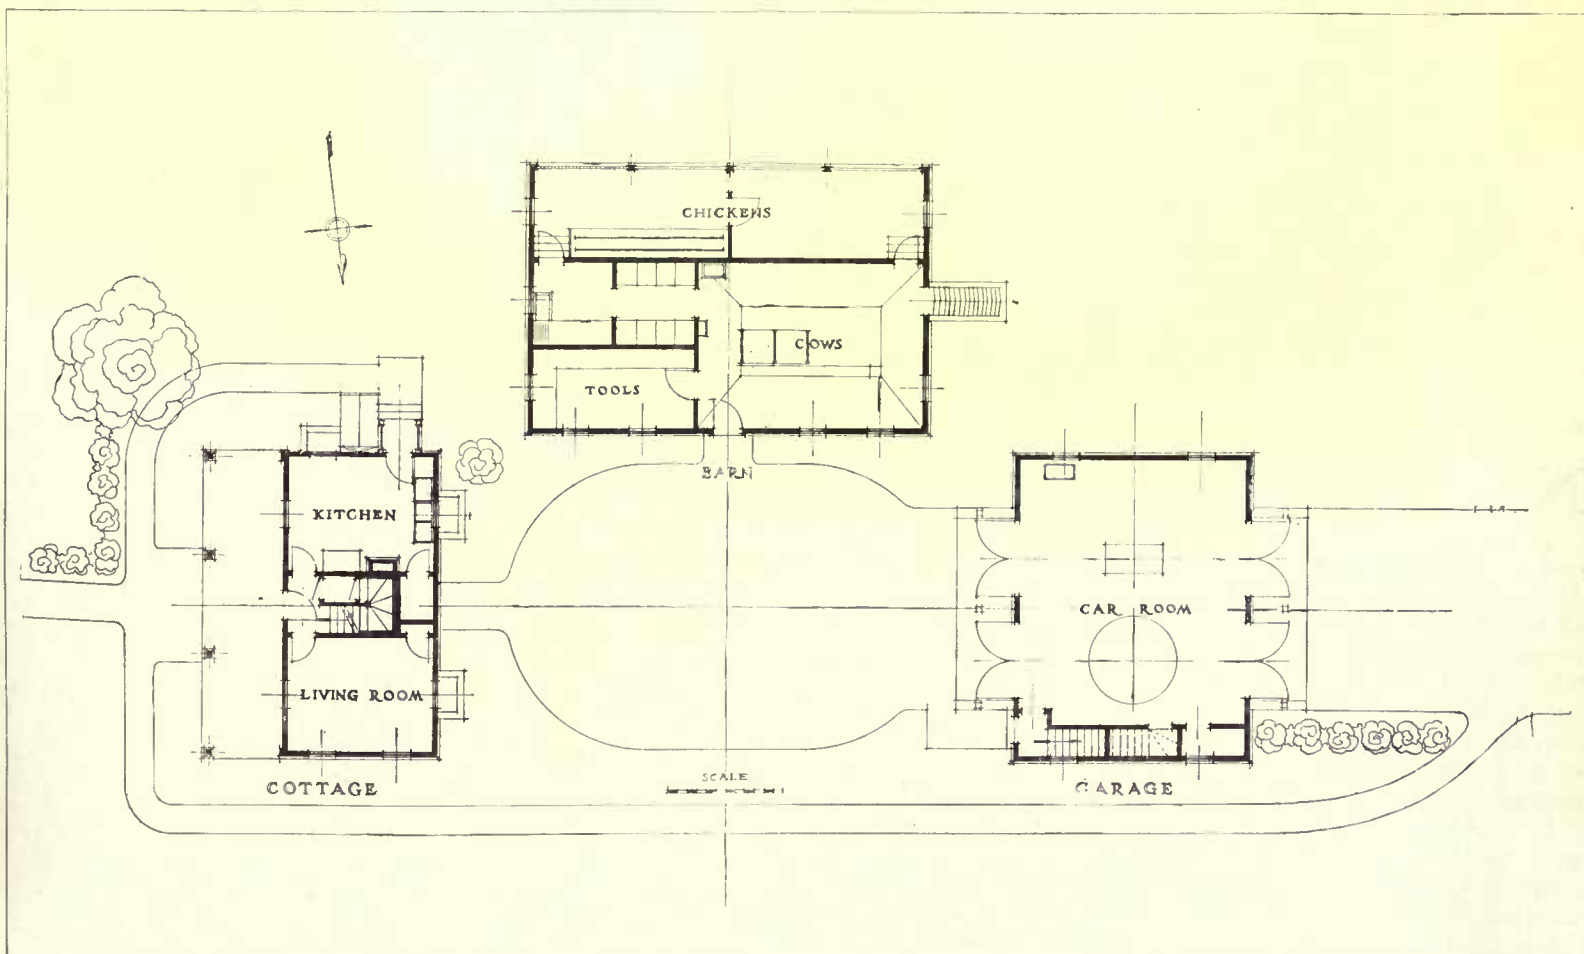 CHICKENS
COWS
TOOLS
BARN
KITCHEN
CAR ROOM
LIVING ROOM
SCALE
COTTAGE
GARAGE